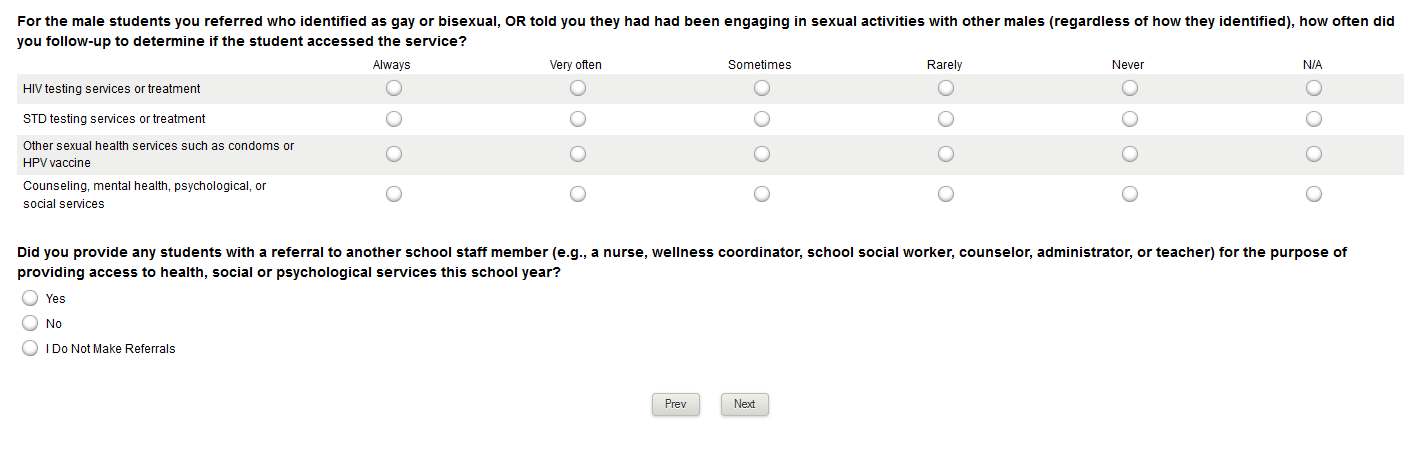 For the male students you referred who identified as gay or bisexual, OR told you they had had been engaging in sexual activities with other males (regardless of how they identified), how often did
you follow-up to determine if the student accessed the service?
Always Very often Sometimes Rarely Never N/A
HIV testing services or treatment
STD testing services or treatment
Other sexual health services such as condoms or
HPV vaccine
Counseling, mental health, psychological, or
social services
Did you provide any students with a referral to another school staff member (e.g., a nurse, wellness coordinator, school social worker, counselor, administrator, or teacher) for the purpose of
providing access to health, social or psychological services this school year?
Yes
No
I Do Not Make Referrals
Prev Next